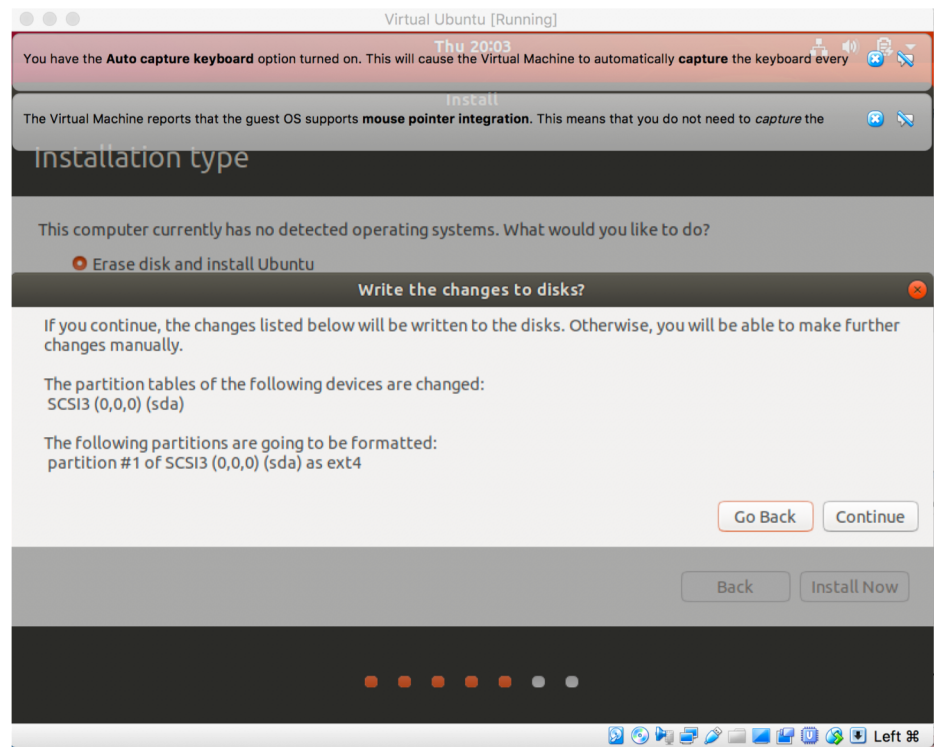 Virtual Ubuntu [Running]
Thu 20:03
You have the Auto capture keyboard option turned on. This will cause the Virtual Machine to automatically capture the keyboard every
Install
The Virtual Machine reports that the guest OS supports mouse pointer integration. This means that you do not need to capture the
Installation type
This computer currently has no detected operating systems. What would you like to do?
Erase disk and install Ubuntu
Write the changes to disks?
If you continue, the changes listed below will be written to the disks. Otherwise, you will be able to make further
changes manually.
The partition tables of the following devices are changed:
SCSI3 (0,0,0) (sda)
The following partitions are going to be formatted:
partition #1 of SCSI3 (0,0,0) (sda) as ext4
Go Back Continue
Back Install Now
Left ⌘